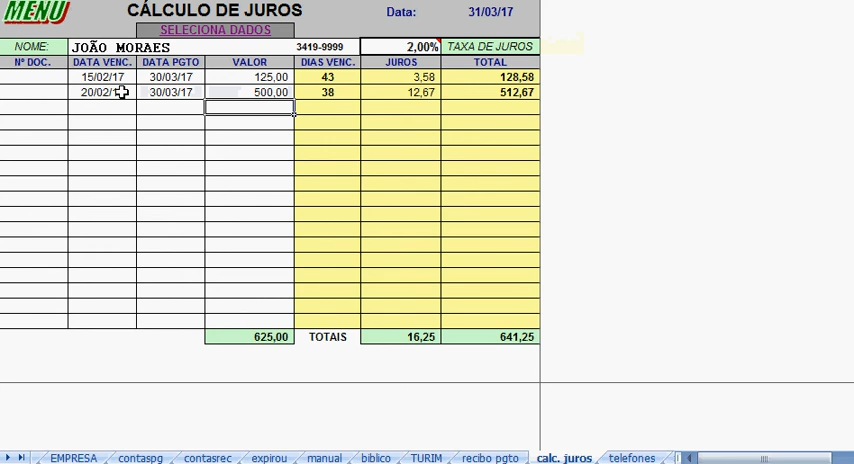 MENU CÁLCULO DE JUROS Data: 31/03/17
SELECIONA DADOS
NOME: JOÃO MORAES 3419-9999 2,00% TAXA DE JUROS
Nº DOC. DATA VENC. DATA PGTO VALOR DIAS VENC. JUROS TOTAL
15/02/17 30/03/17 125,00 43 3,58 128,58
30/03/17 500,00 38 12,67 512,67
625,00 TOTAIS 16,25 641,25
EMPRESA contaspg contasrec expirou manual biblico TURIM recibo pgto calc. juros telefones